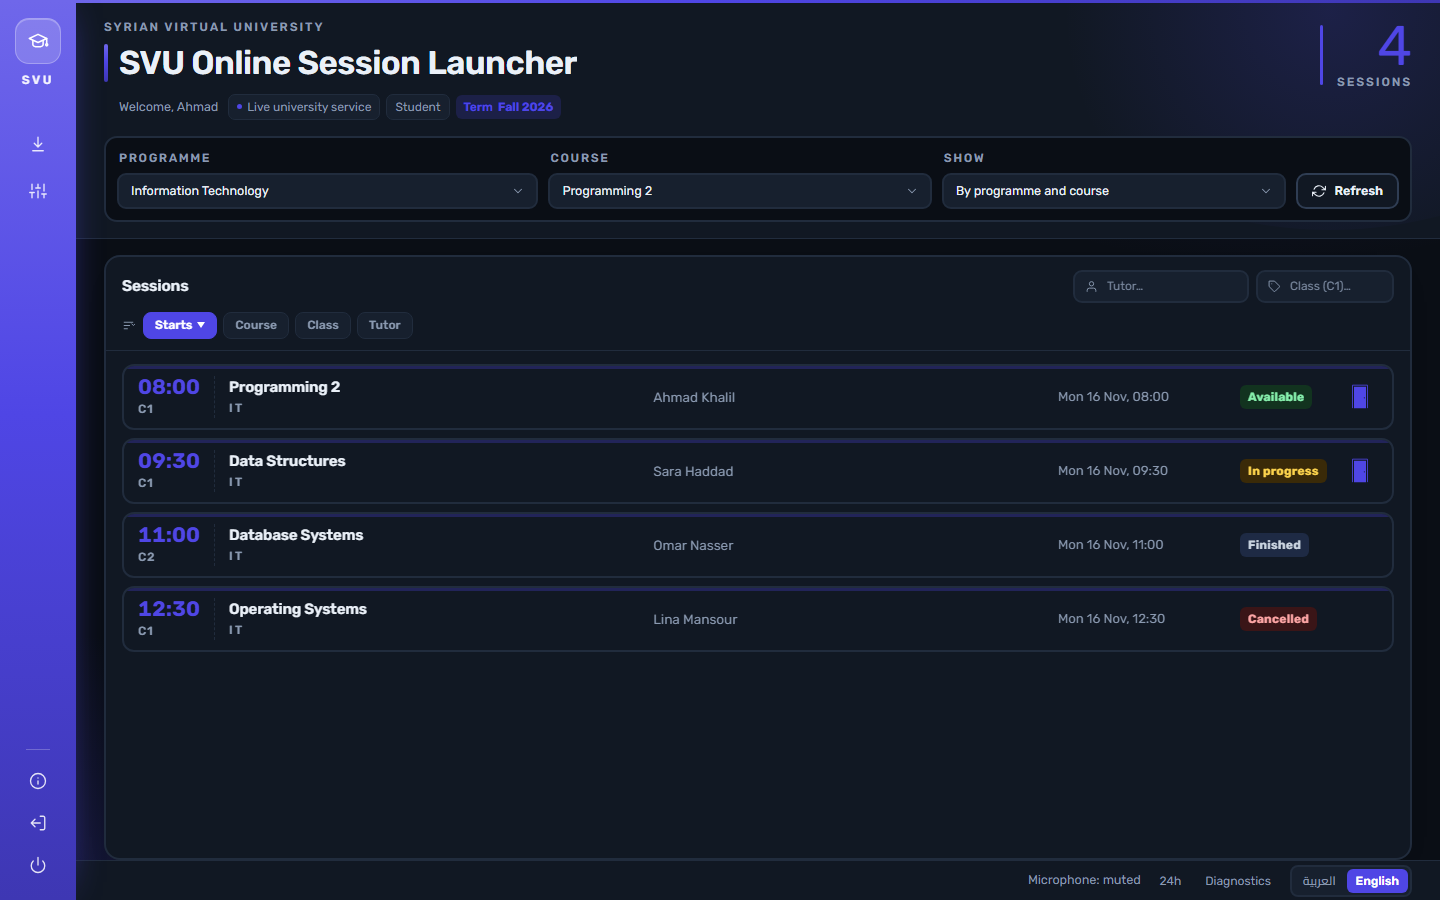 SVU
SYRIAN VIRTUAL UNIVERSITY
SVU Online Session Launcher
Welcome, Ahmad
Live university service
Student
Term Fall 2026
4
SESSIONS
PROGRAMME
COURSE
SHOW
Information Technology
Programming 2
By programme and course
Refresh
Sessions
Tutor...
Class (C1)...
Starts
Course
Class
Tutor
08:00
C1
Programming 2
IT
Ahmad Khalil
Mon 16 Nov, 08:00
Available
09:30
C1
Data Structures
IT
Sara Haddad
Mon 16 Nov, 09:30
In progress
11:00
C2
Database Systems
IT
Omar Nasser
Mon 16 Nov, 11:00
Finished
12:30
C1
Operating Systems
IT
Lina Mansour
Mon 16 Nov, 12:30
Cancelled
Microphone: muted
24h
Diagnostics
العربية
English